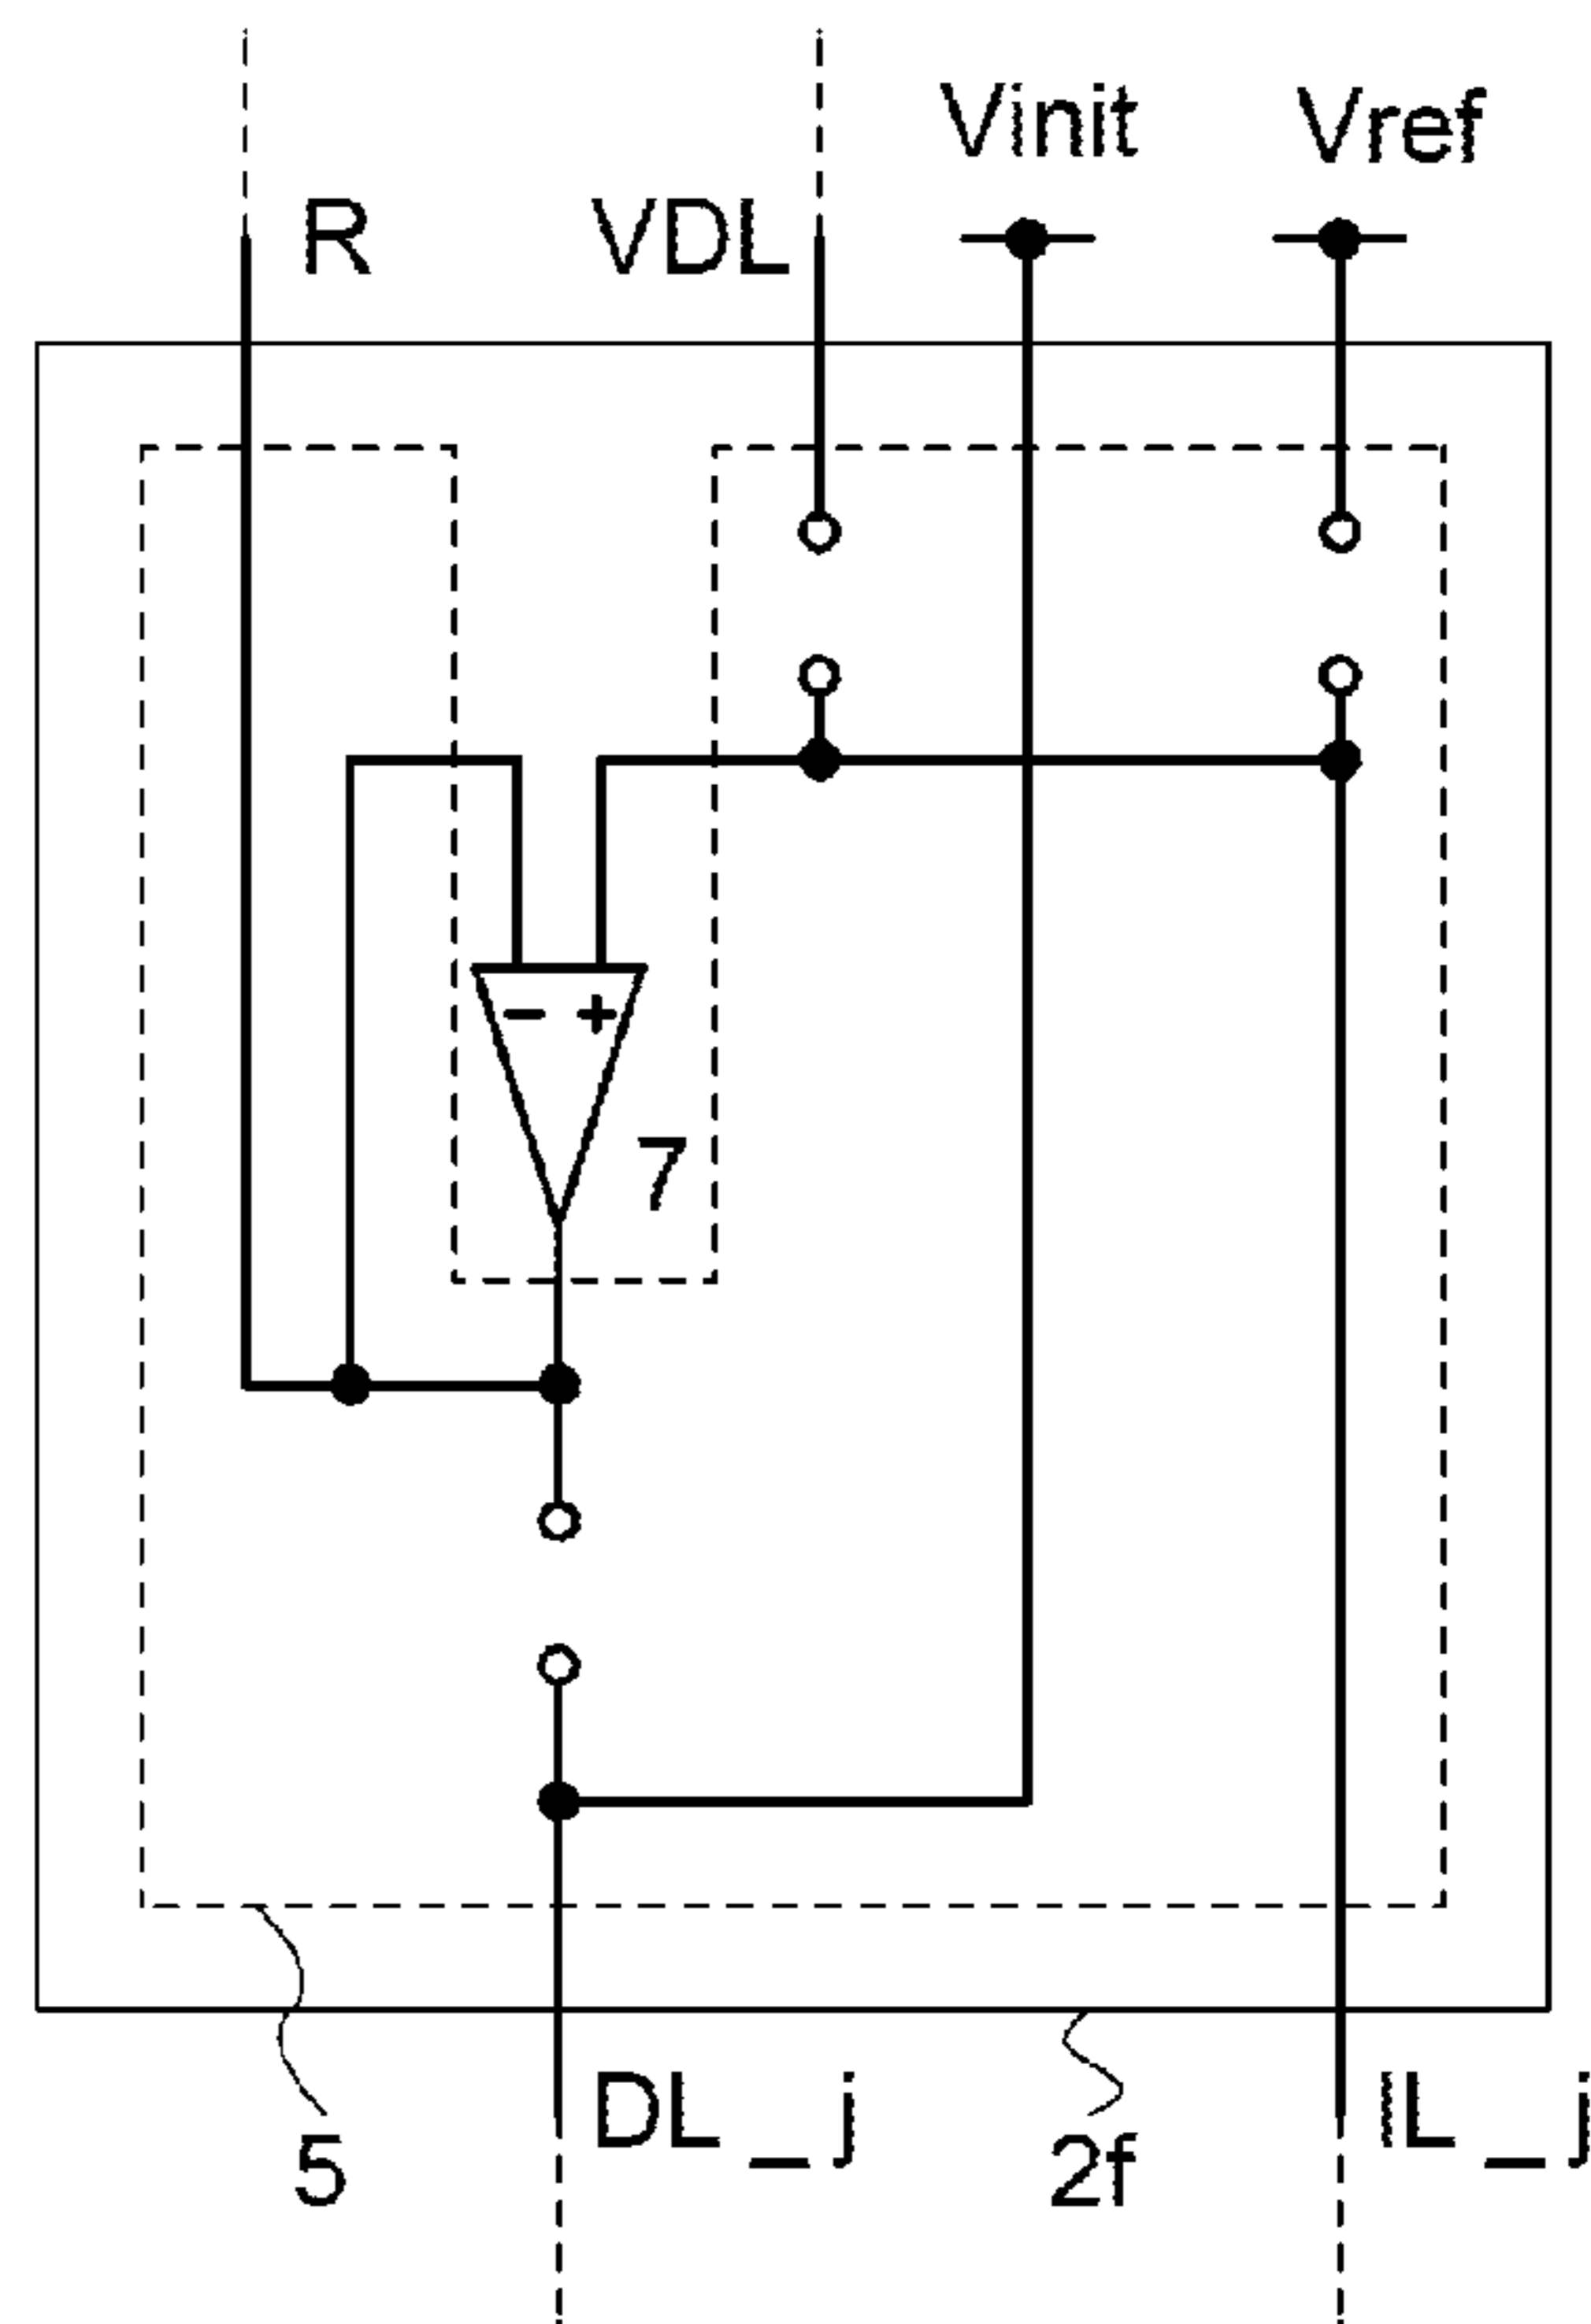 Vinit
Vref
R
VDL
− +
7
DL_j
IL_j
5
2f